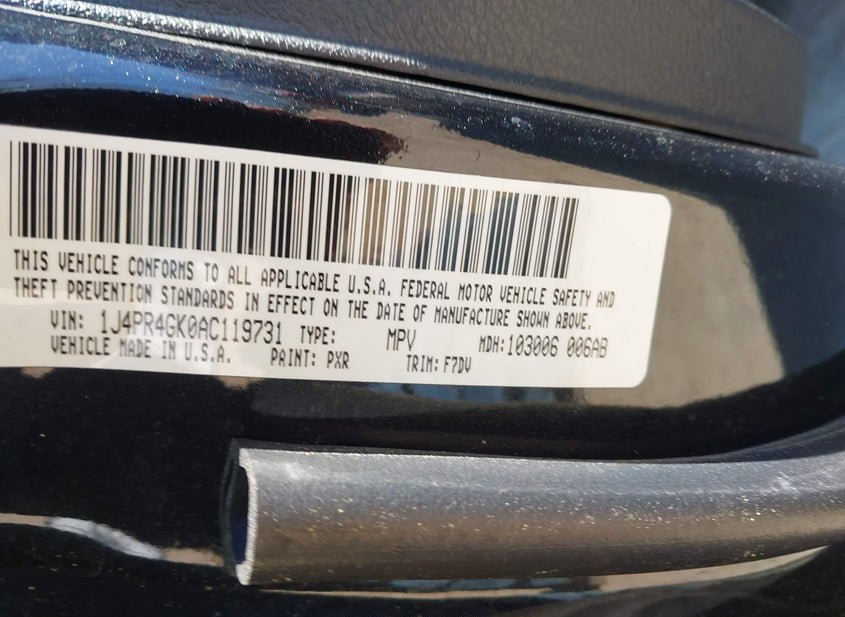 THIS VEHICLE CONFORMS TO ALL APPLICABLE U.S.A. FEDERAL MOTOR VEHICLE SAFETY AND
THEFT PREVENTION STANDARDS IN EFFECT ON THE DATE OF MANUFACTURE SHOWN ABOVE.
VIN: 1J4PR4GK0AC119731 TYPE: MPV MDH:103006 006AB
VEHICLE MADE IN U.S.A. PAINT: PXR TRIM: F7DV